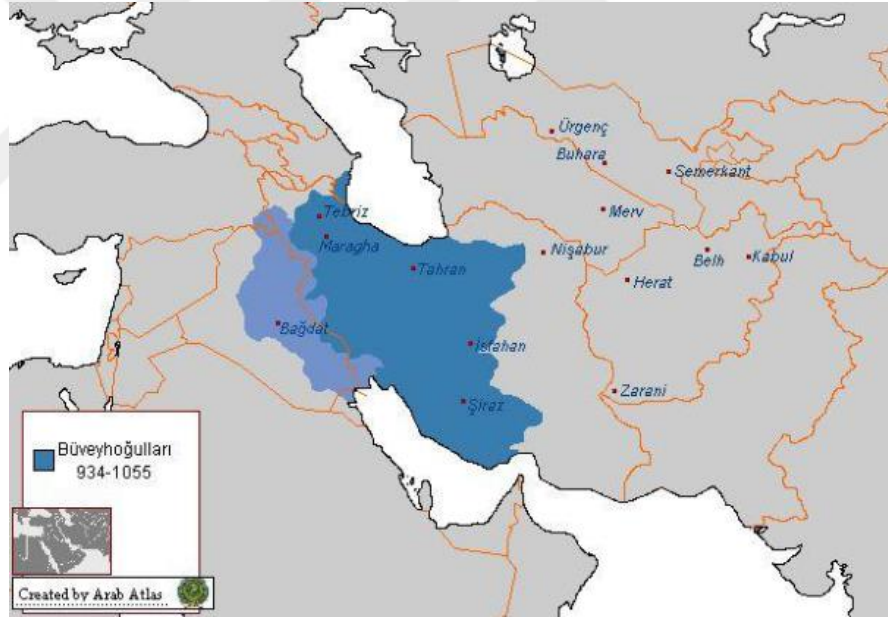 Ürgenç
Buhara
Semerkant
Tebriz
Merv
Maragha
Nişabur
Belh
Kabul
Tahran
Herat
Bağdat
İsfahan
Zarani
Şiraz
Büveyhoğulları
934-1055
Created by Arab Atlas